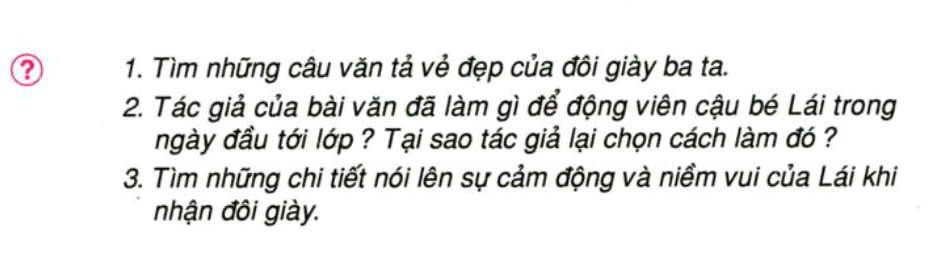 ?
1. Tìm những câu văn tả vẻ đẹp của đôi giày ba ta.
2. Tác giả của bài văn đã làm gì để động viên cậu bé Lái trong
ngày đầu tới lớp ? Tại sao tác giả lại chọn cách làm đó ?
3. Tìm những chi tiết nói lên sự cảm động và niềm vui của Lái khi
nhận đôi giày.